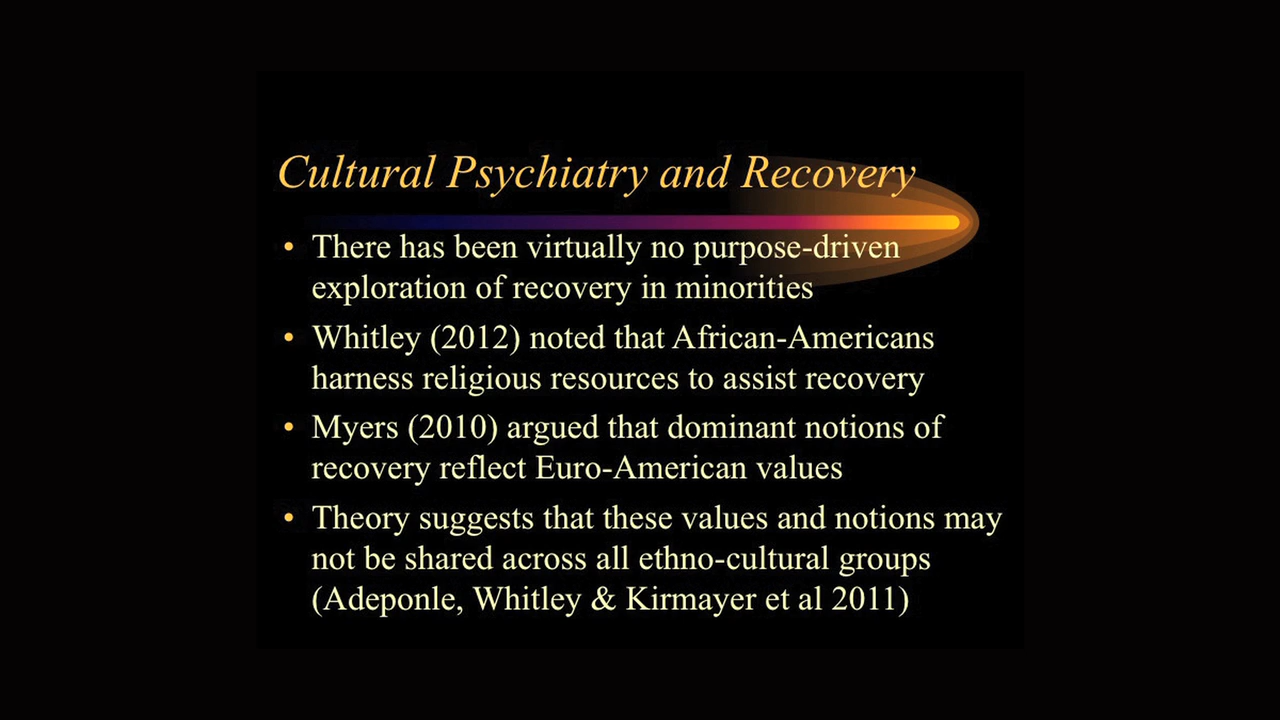 Cultural Psychiatry and Recovery
• There has been virtually no purpose-driven
exploration of recovery in minorities
• Whitley (2012) noted that African-Americans
harness religious resources to assist recovery
• Myers (2010) argued that dominant notions of
recovery reflect Euro-American values
• Theory suggests that these values and notions may
not be shared across all ethno-cultural groups
(Adeponle, Whitley & Kirmayer et al 2011)